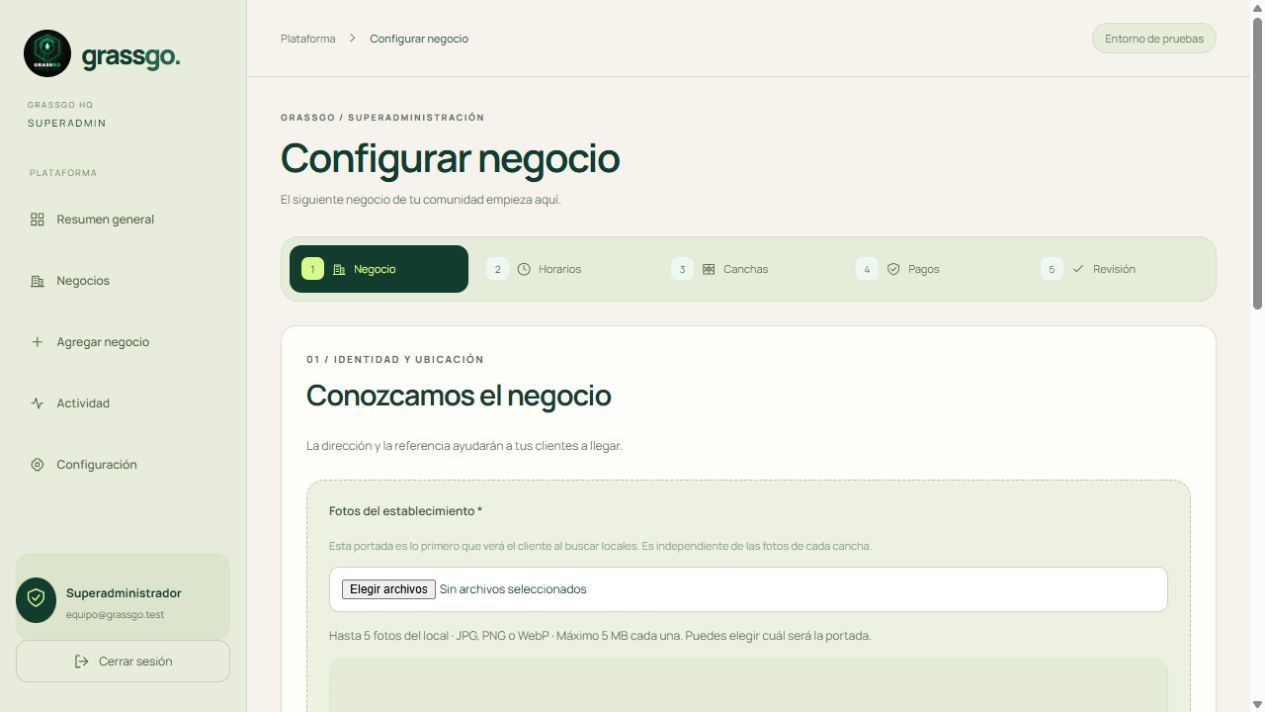 GRASSGO
grassgo.
GRASSGO HQ
SUPERADMIN
PLATAFORMA
Resumen general
Negocios
Agregar negocio
Actividad
Configuración
Superadministrador
equipo@grassgo.test
Cerrar sesión
Plataforma
Configurar negocio
Entorno de pruebas
GRASSGO / SUPERADMINISTRACIÓN
Configurar negocio
El siguiente negocio de tu comunidad empieza aquí.
1 Negocio
2 Horarios
3 Canchas
4 Pagos
5 Revisión
01 / IDENTIDAD Y UBICACIÓN
Conozcamos el negocio
La dirección y la referencia ayudarán a tus clientes a llegar.
Fotos del establecimiento *
Esta portada es lo primero que verá el cliente al buscar locales. Es independiente de las fotos de cada cancha.
Elegir archivos Sin archivos seleccionados
Hasta 5 fotos del local · JPG, PNG o WebP · Máximo 5 MB cada una. Puedes elegir cuál será la portada.